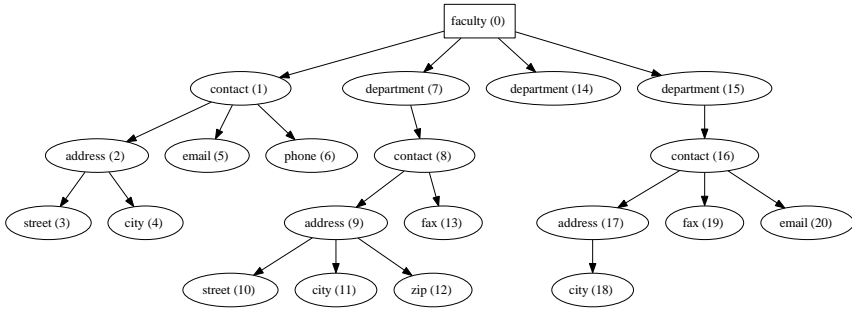 faculty (0)
contact (1)
department (7)
department (14)
department (15)
address (2)
email (5)
phone (6)
contact (8)
contact (16)
street (3)
city (4)
address (9)
fax (13)
address (17)
fax (19)
email (20)
street (10)
city (11)
zip (12)
city (18)